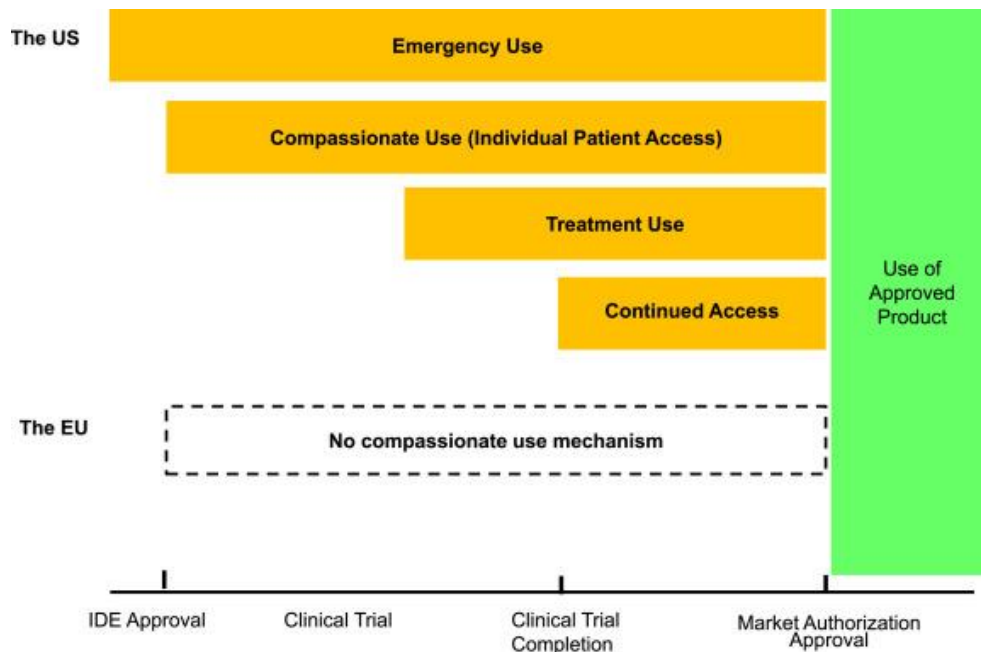 The US
Emergency Use
Compassionate Use (Individual Patient Access)
Treatment Use
Continued Access
Use of
Approved
Product
The EU
No compassionate use mechanism
IDE Approval
Clinical Trial
Clinical Trial
Completion
Market Authorization
Approval